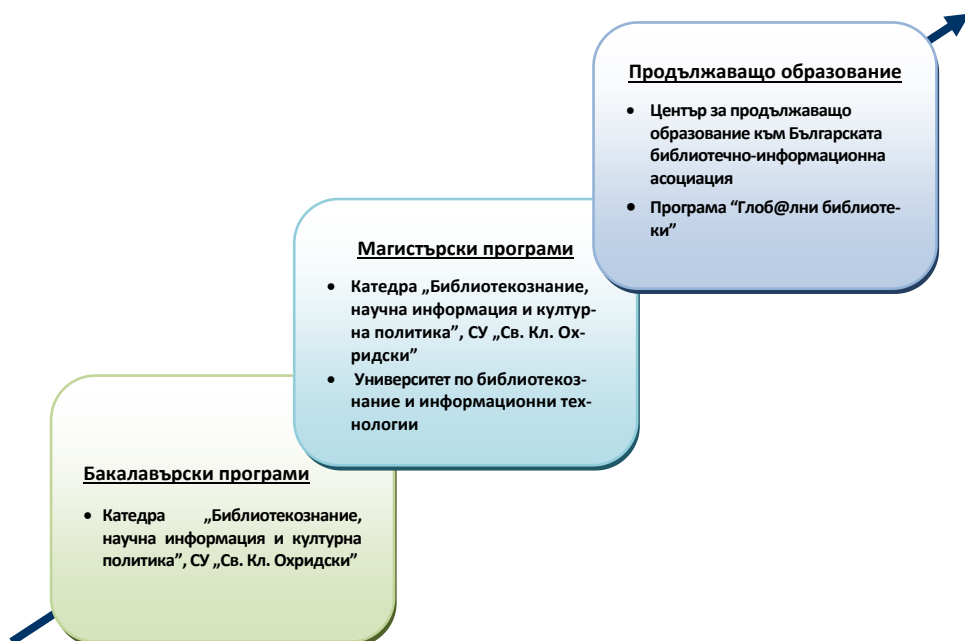 Продължаващо образование
• Център за продължаващо
образование към Българската
библиотечно-информационна
асоциация
• Програма “Глоб@лни библиоте-
ки”
Магистърски програми
• Катедра „Библиотекознание,
научна информация и култур-
на политика”, СУ „Св. Кл. Ох-
ридски”
• Университет по библиотекоз-
нание и информационни тех-
нологии
Бакалавърски програми
• Катедра „Библиотекознание,
научна информация и културна
политика”, СУ „Св. Кл. Охридски”